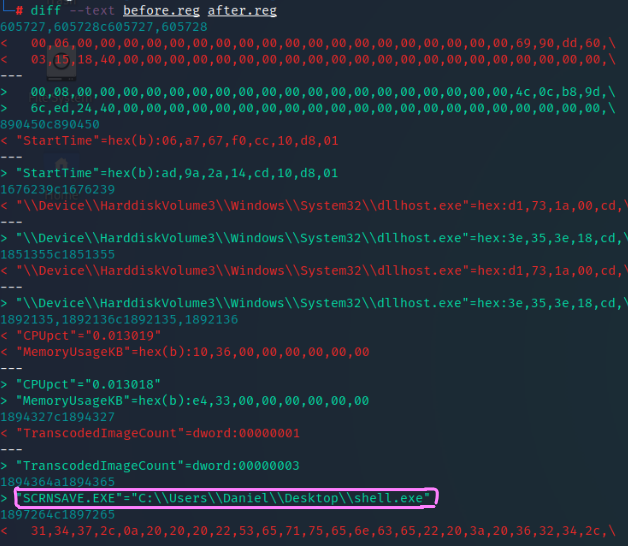 └─# diff --text before.reg after.reg
605727,605728c605727,605728
<   00,06,00,00,00,00,00,00,00,00,00,00,00,00,00,00,00,00,00,00,00,69,90,dd,60,\
<   03,15,18,40,00,00,00,00,00,00,00,00,00,00,00,00,00,00,00,00,00,00,00,00,00,\
---
>   00,08,00,00,00,00,00,00,00,00,00,00,00,00,00,00,00,00,00,00,00,4c,0c,b8,9d,\
>   6c,ed,24,40,00,00,00,00,00,00,00,00,00,00,00,00,00,00,00,00,00,00,00,00,00,\
890450c890450
< "StartTime"=hex(b):06,a7,67,f0,cc,10,d8,01
---
> "StartTime"=hex(b):ad,9a,2a,14,cd,10,d8,01
1676239c1676239
< "\\Device\\HarddiskVolume3\\Windows\\System32\\dllhost.exe"=hex:d1,73,1a,00,cd,\
---
> "\\Device\\HarddiskVolume3\\Windows\\System32\\dllhost.exe"=hex:3e,35,3e,18,cd,\
1851355c1851355
< "\\Device\\HarddiskVolume3\\Windows\\System32\\dllhost.exe"=hex:d1,73,1a,00,cd,\
---
> "\\Device\\HarddiskVolume3\\Windows\\System32\\dllhost.exe"=hex:3e,35,3e,18,cd,\
1892135,1892136c1892135,1892136
< "CPUpct"="0.013019"
< "MemoryUsageKB"=hex(b):10,36,00,00,00,00,00,00
---
> "CPUpct"="0.013018"
> "MemoryUsageKB"=hex(b):e4,33,00,00,00,00,00,00
1894327c1894327
< "TranscodedImageCount"=dword:00000001
---
> "TranscodedImageCount"=dword:00000003
1894364a1894365
> "SCRNSAVE.EXE"="C:\\Users\\Daniel\\Desktop\\shell.exe"
1897264c1897265
<   31,34,37,2c,0a,20,20,20,22,53,65,71,75,65,6e,63,65,22,20,3a,20,36,32,34,2c,\